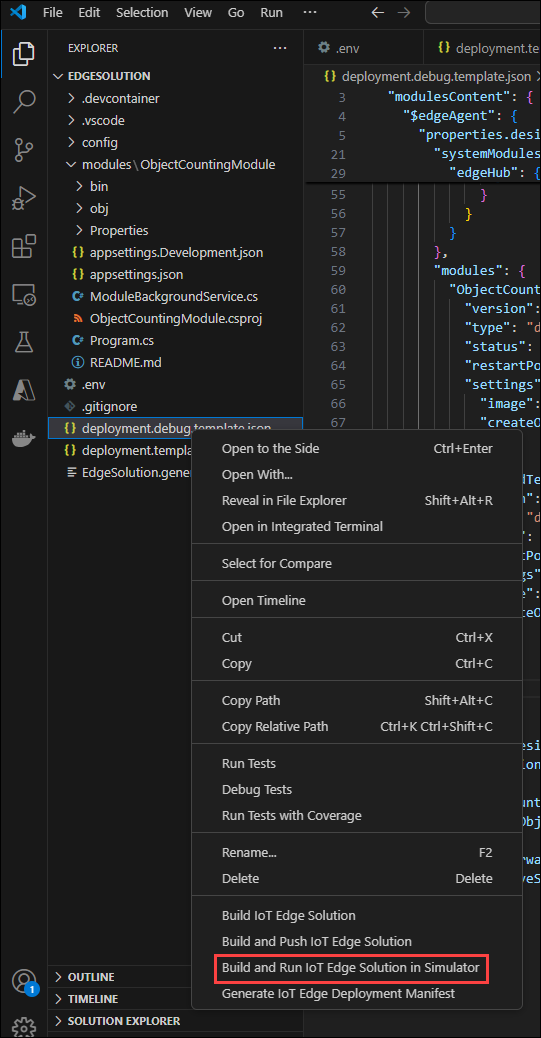 File Edit Selection View Go Run ···
EXPLORER ···
EDGESOLUTION
.devcontainer
.vscode
config
modules\ObjectCountingModule
bin
obj
Properties
appsettings.Development.json
appsettings.json
ModuleBackgroundService.cs
ObjectCountingModule.csproj
Program.cs
README.md
.env
.gitignore
deployment.debug.template.json
deployment.templa
EdgeSolution.gene
.env
deployment.te
deployment.debug.template.json
3 "modulesContent": {
4 "$edgeAgent": {
5 "properties.desi
21 "systemModules
29 "edgeHub": {
55 }
56 }
57 }
58 },
59 "modules": {
60 "ObjectCount
61 "version":
62 "type": "d
63 "status":
64 "restartPo
65 "settings"
66 "image":
67 "createO
Open to the Side Ctrl+Enter
Open With...
Reveal in File Explorer Shift+Alt+R
Open in Integrated Terminal
Select for Compare
Open Timeline
Cut Ctrl+X
Copy Ctrl+C
Copy Path Shift+Alt+C
Copy Relative Path Ctrl+K Ctrl+Shift+C
Run Tests
Debug Tests
Run Tests with Coverage
Rename... F2
Delete Delete
Build IoT Edge Solution
Build and Push IoT Edge Solution
Build and Run IoT Edge Solution in Simulator
Generate IoT Edge Deployment Manifest
1
OUTLINE
TIMELINE
SOLUTION EXPLORER